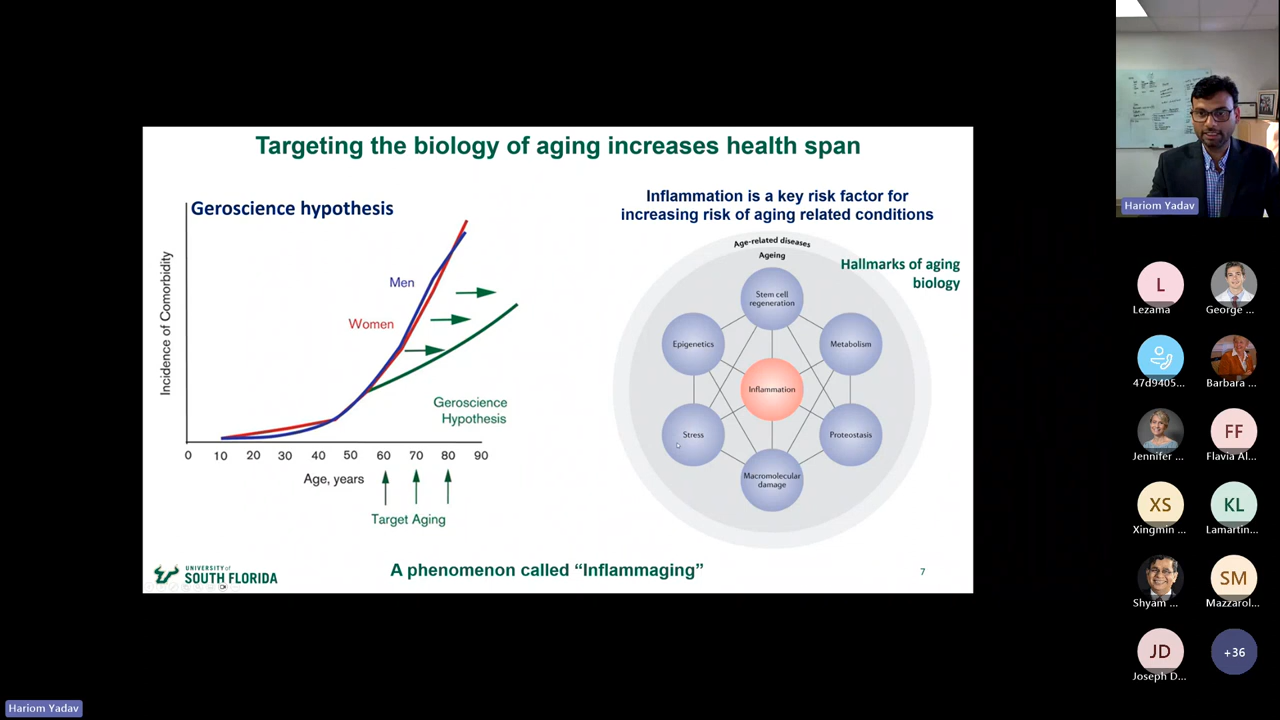 Targeting the biology of aging increases health span
Geroscience hypothesis
Incidence of Comorbidity
Men
Women
Geroscience
Hypothesis
0 10 20 30 40 50 60 70 80 90
Age, years
Target Aging
Inflammation is a key risk factor for
increasing risk of aging related conditions
Age-related diseases
Ageing
Hallmarks of aging
biology
Stem cell
regeneration
Epigenetics
Metabolism
Inflammation
Stress
Proteostasis
Macromolecular
damage
UNIVERSITY of
SOUTH FLORIDA
A phenomenon called “Inflammaging”
7
Hariom Yadav
L
Lezama
George ...
47d9405...
Barbara ...
Jennifer ...
FF
Flavia Al...
XS
Xingmin ...
KL
Lamartin...
Shyam ...
SM
Mazzarol...
JD
Joseph D...
+36
Hariom Yadav